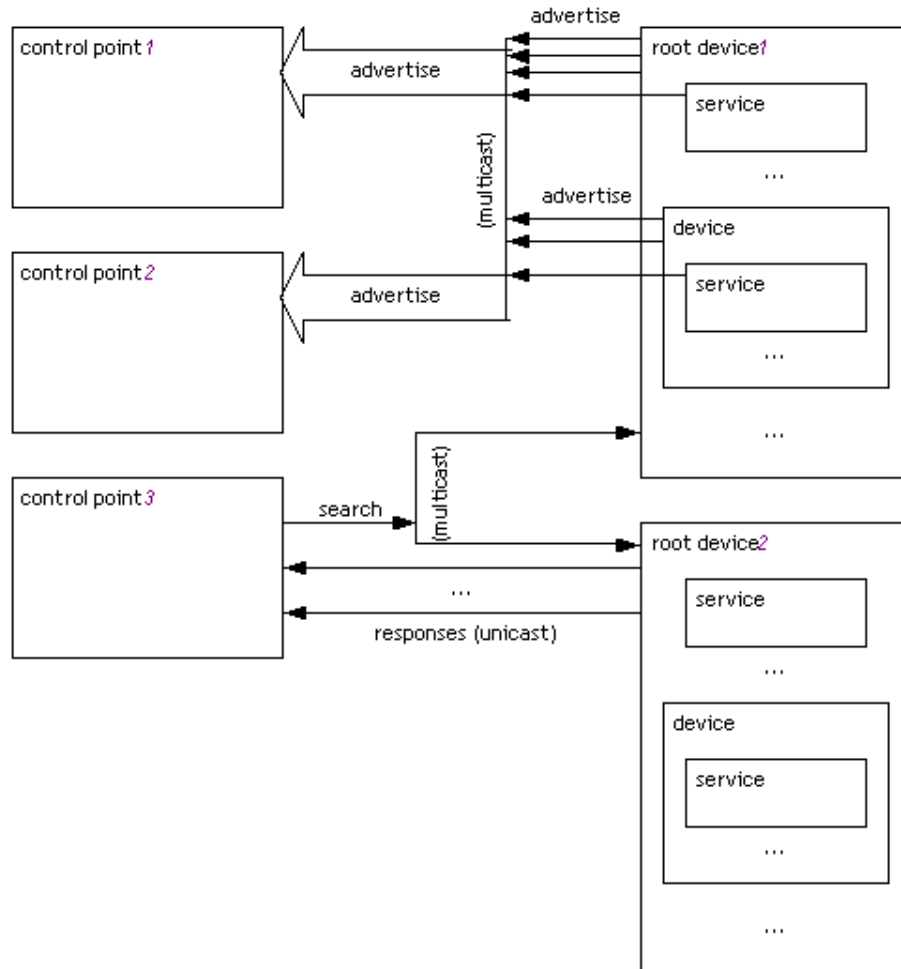 advertise
control point 1
root device 1
advertise
service
(multicast)
...
advertise
device
control point 2
service
advertise
...
...
control point 3
search
(multicast)
root device 2
...
service
responses (unicast)
...
device
service
...
...